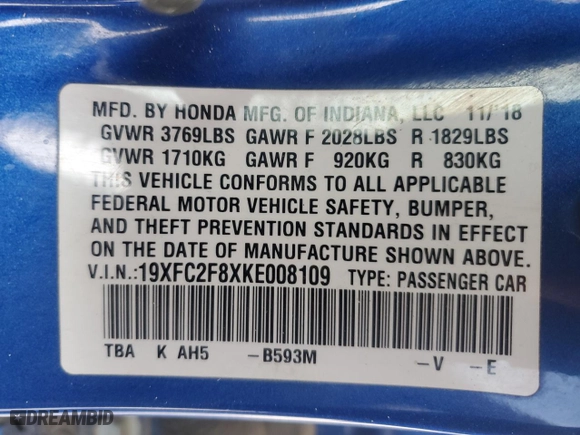 MFD. BY HONDA MFG. OF INDIANA, LLC 11/'18
GVWR 3769LBS GAWR F 2028LBS R 1829LBS
GVWR 1710KG GAWR F 920KG R 830KG
THIS VEHICLE CONFORMS TO ALL APPLICABLE
FEDERAL MOTOR VEHICLE SAFETY, BUMPER,
AND THEFT PREVENTION STANDARDS IN EFFECT
ON THE DATE OF MANUFACTURE SHOWN ABOVE.
V.I.N.:19XFC2F8XKE008109 TYPE: PASSENGER CAR
TBA K AH5 –B593M –V –E
DREAMBID